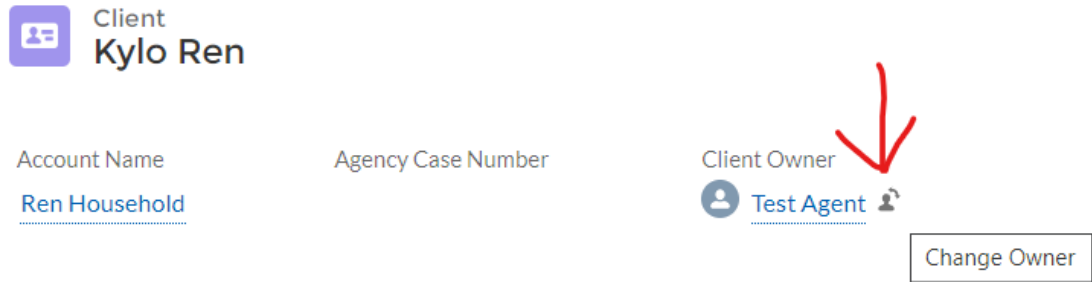 Client
Kylo Ren
Account Name
Agency Case Number
Client Owner
Ren Household
Test Agent
Change Owner